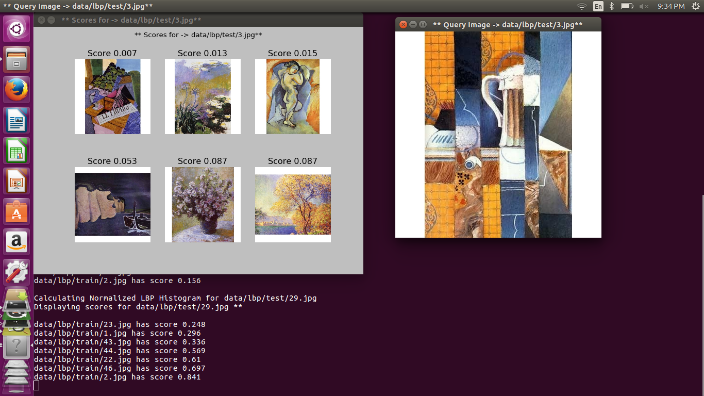 ** Query Image -> data/lbp/test/3.jpg**
En
9:34 PM
** Scores for -> data/lbp/test/3.jpg**
** Scores for -> data/lbp/test/3.jpg**
Score 0.007
Score 0.013
Score 0.015
Score 0.053
Score 0.087
Score 0.087
** Query Image -> data/lbp/test/3.jpg**
data/lbp/train/2.jpg has score 0.156
Calculating Normalized LBP Histogram for data/lbp/test/29.jpg
Displaying scores for data/lbp/test/29.jpg **
data/lbp/train/23.jpg has score 0.248
data/lbp/train/1.jpg has score 0.296
data/lbp/train/43.jpg has score 0.336
data/lbp/train/44.jpg has score 0.569
data/lbp/train/22.jpg has score 0.61
data/lbp/train/46.jpg has score 0.697
data/lbp/train/2.jpg has score 0.841